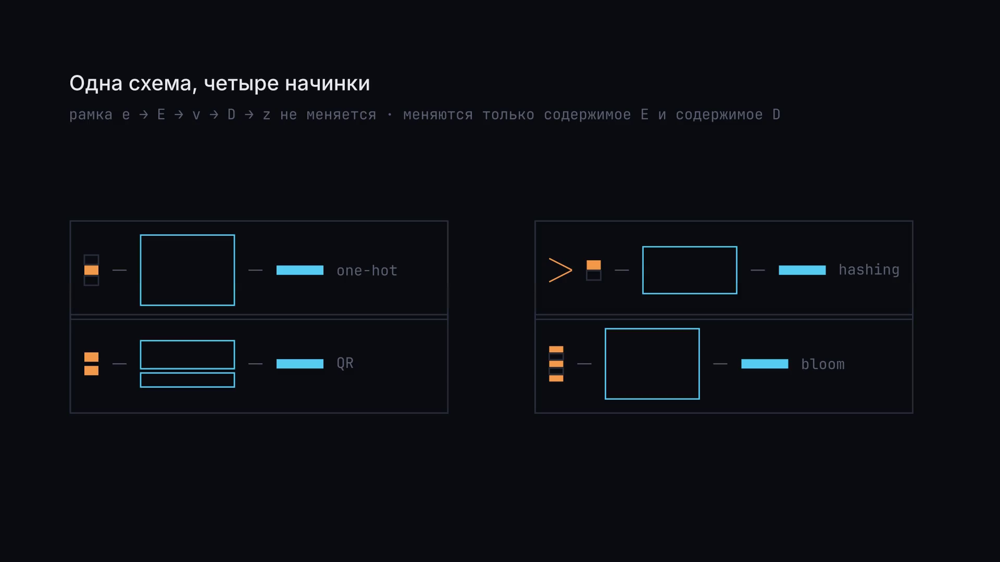 Одна схема, четыре начинки
рамка e → E → v → D → z не меняется · меняются только содержимое E и содержимое D
one-hot
hashing
QR
bloom